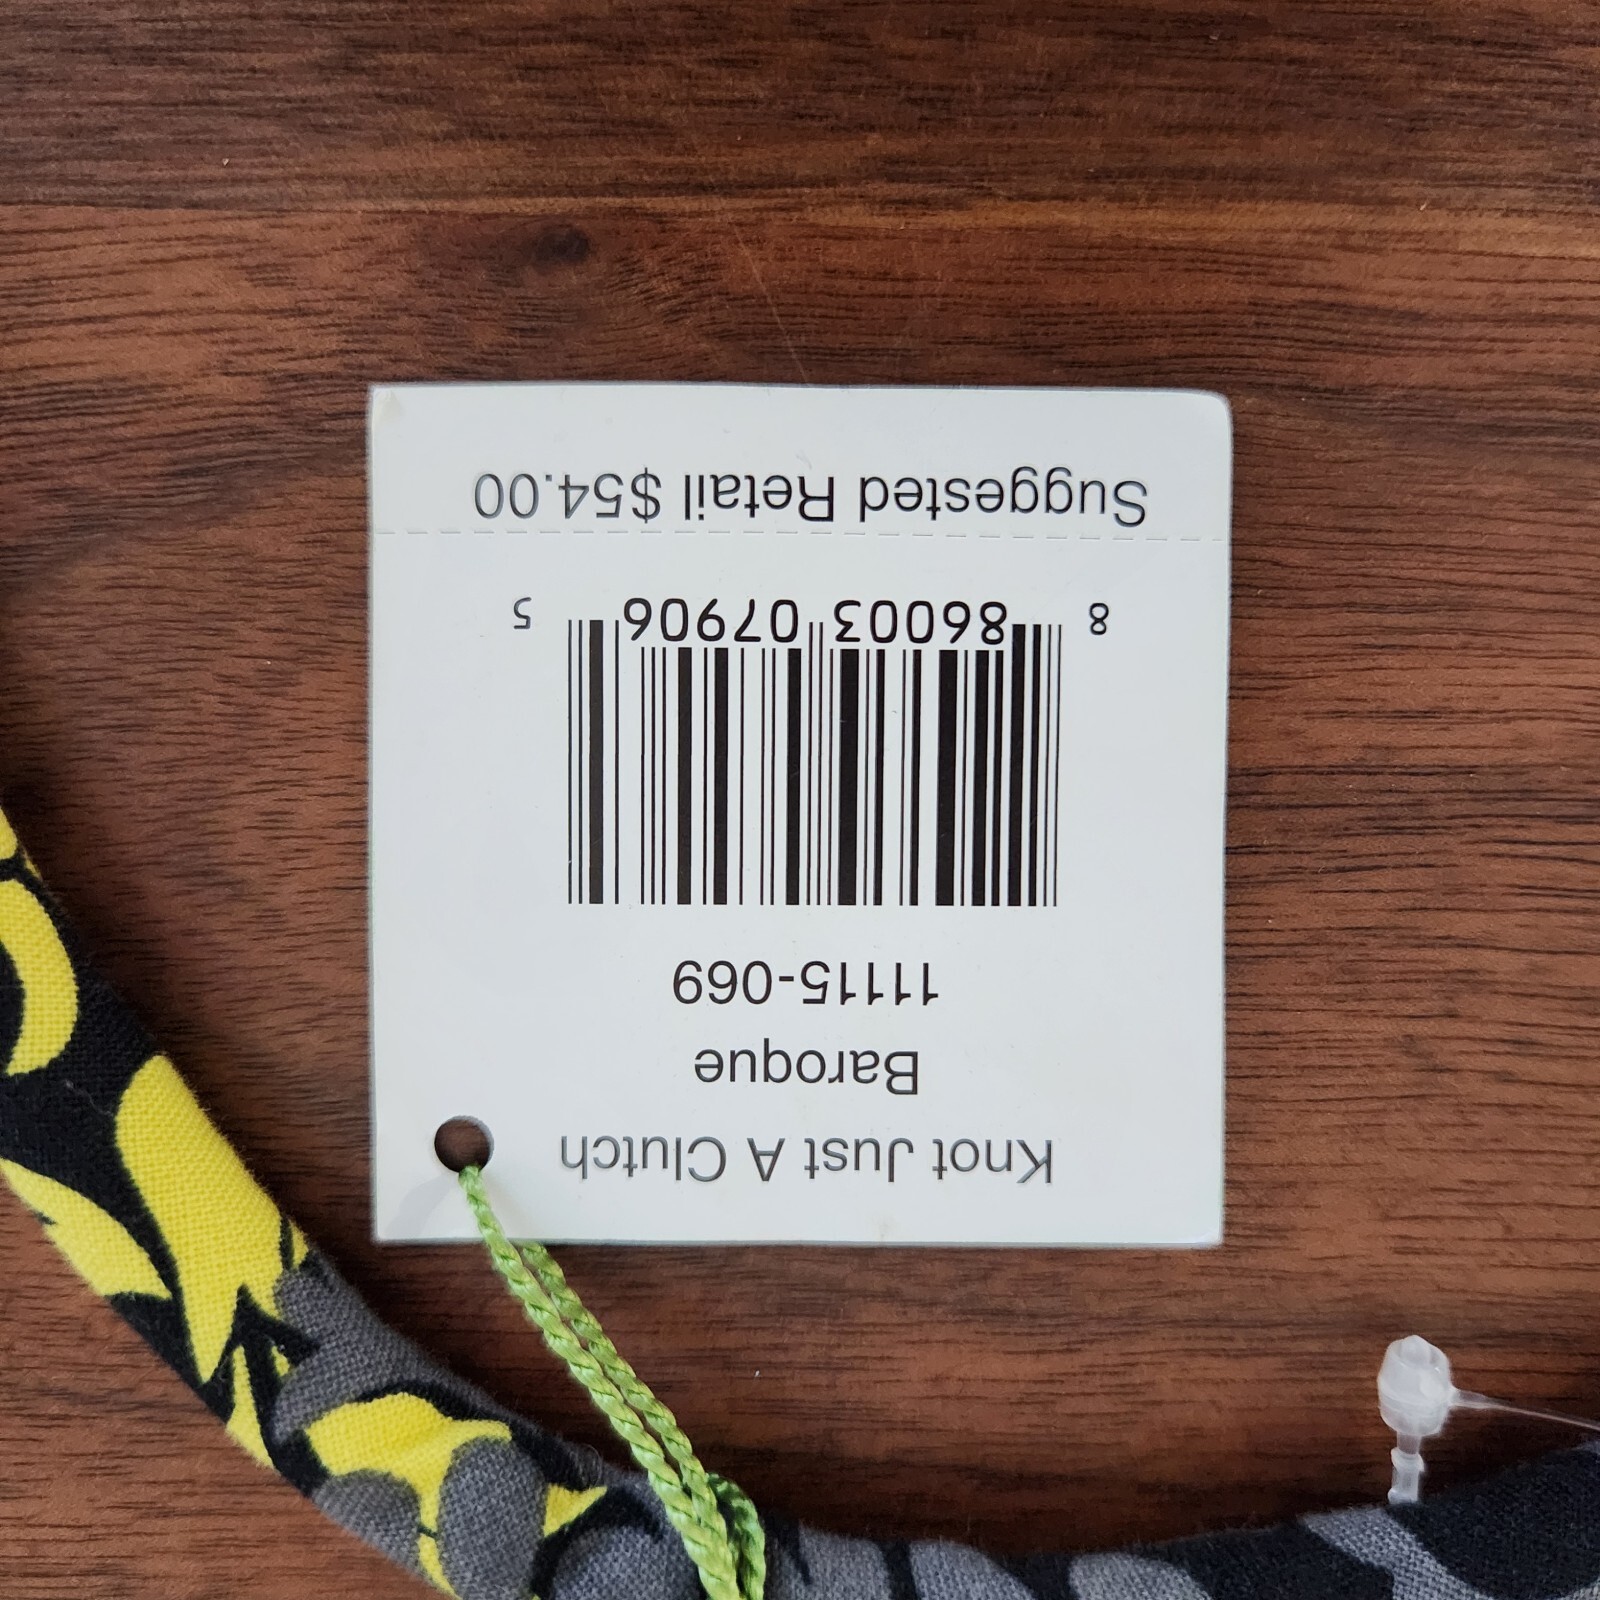 Knot Just A Clutch
Baroque
11115-069
8 86003 07906 5
Suggested Retail $54.00